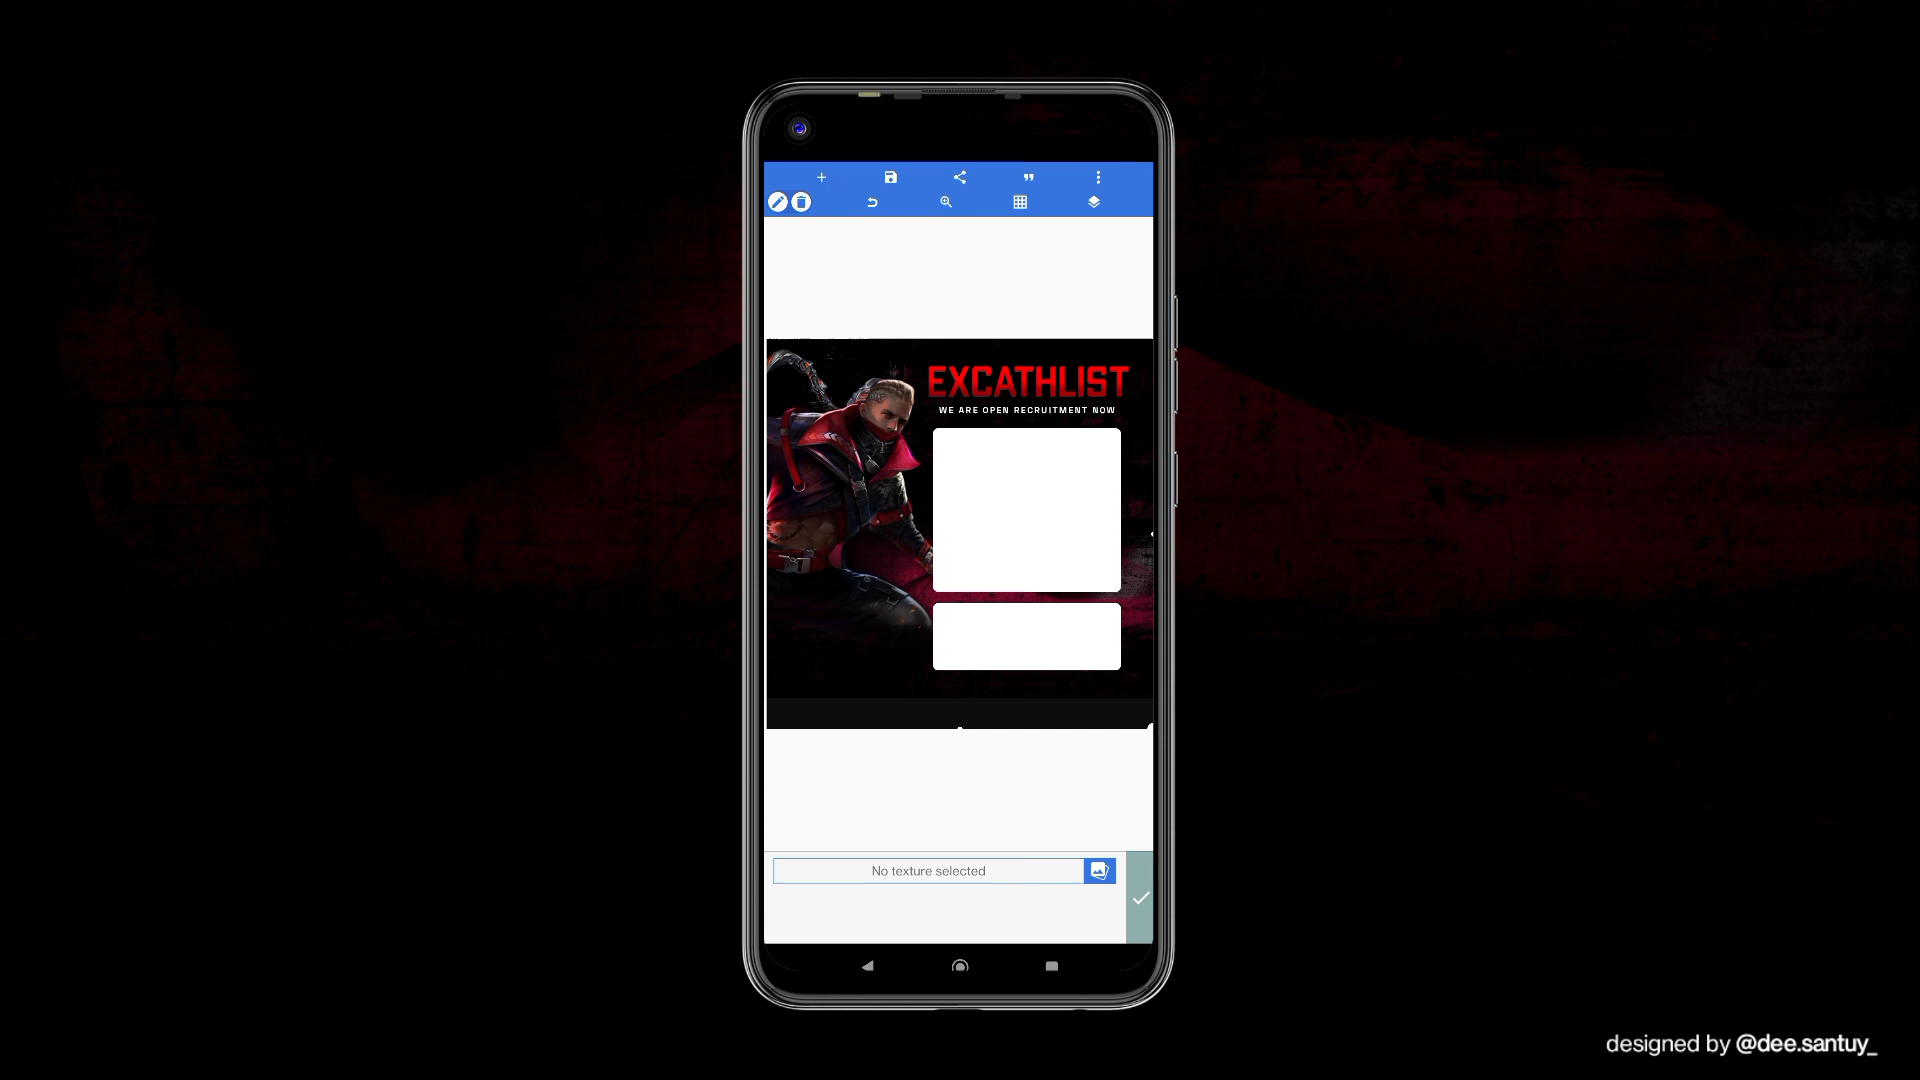 EXCATHLIST
WE ARE OPEN RECRUITMENT NOW
No texture selected
designed by @dee.santuy_